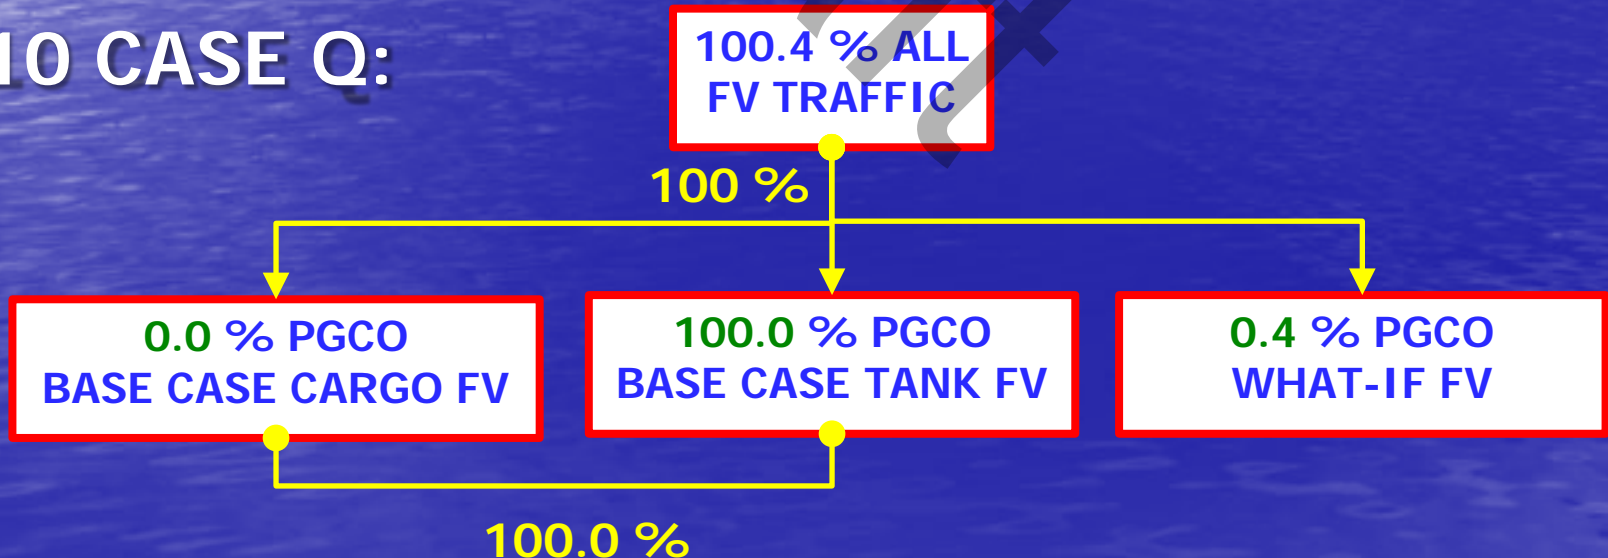 10 CASE Q:
100.4 % ALL
FV TRAFFIC
100 %
0.0 % PGCO
BASE CASE CARGO FV
100.0 % PGCO
BASE CASE TANK FV
0.4 % PGCO
WHAT-IF FV
100.0 %